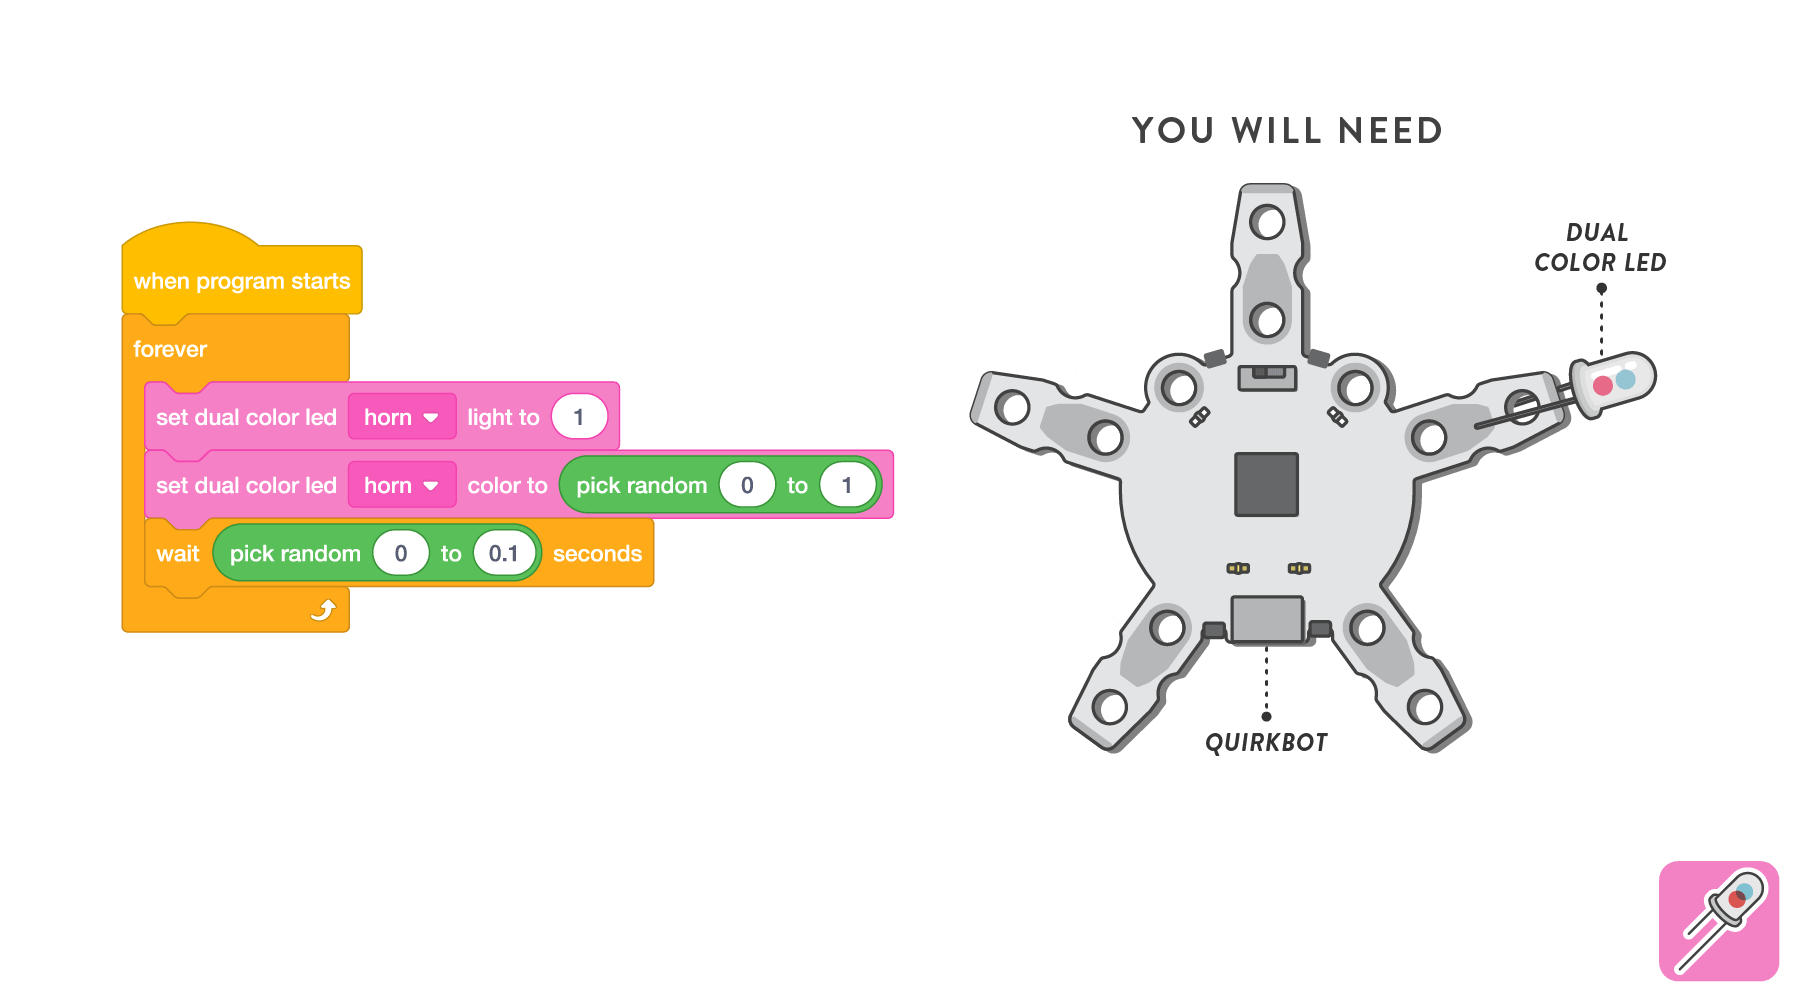 when program starts
forever
set dual color led horn light to 1
set dual color led horn color to pick random 0 to 1
wait pick random 0 to 0.1 seconds
YOU WILL NEED
DUAL
COLOR LED
QUIRKBOT